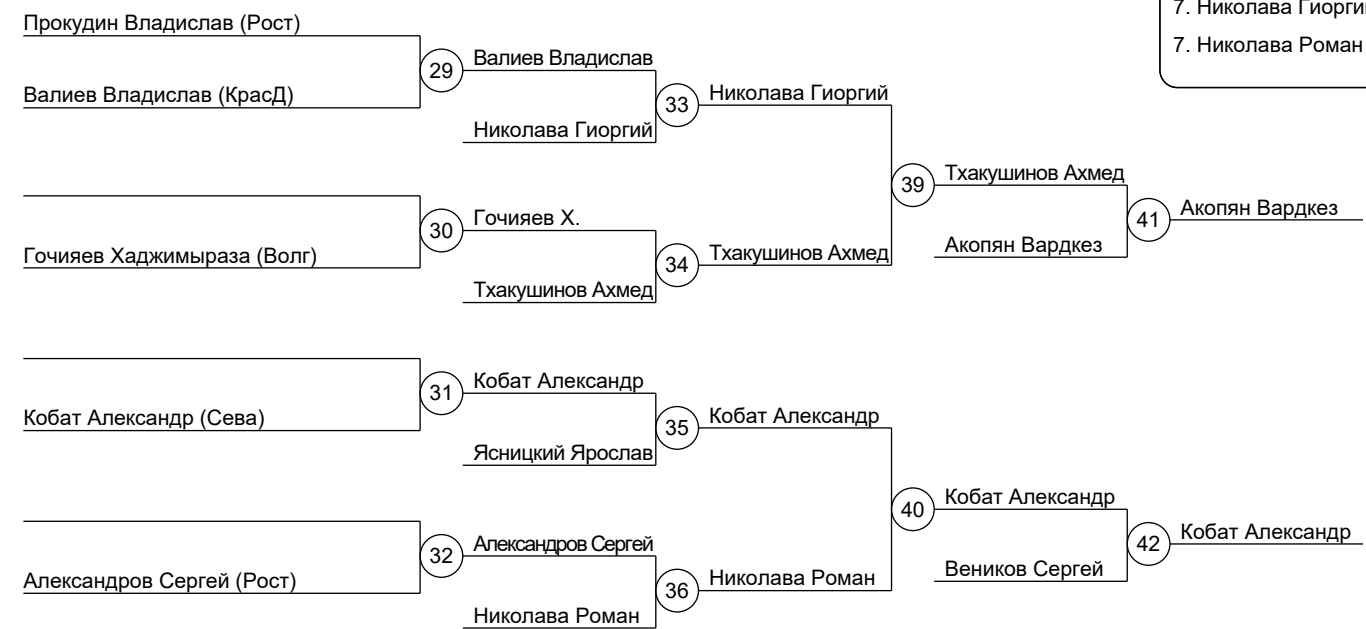 Прокудин Владислав (Рост)
7. Николава Гиорги
7. Николава Роман
29
Валиев Владислав
Валиев Владислав (КрасД)
33
Николава Гиоргий
Николава Гиоргий
39
Тхакушинов Ахмед
30
Гочияев Х.
41
Акопян Вардкез
Гочияев Хаджимыраза (Волг)
34
Тхакушинов Ахмед
Акопян Вардкез
Тхакушинов Ахмед
31
Кобат Александр
Кобат Александр (Сева)
35
Кобат Александр
Ясницкий Ярослав
40
Кобат Александр
32
Александров Сергей
42
Кобат Александр
Александров Сергей (Рост)
36
Николава Роман
Веников Сергей
Николава Роман